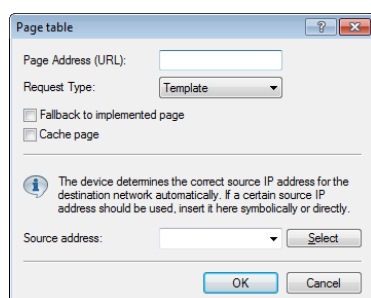 Page table
Page Address (URL):
Request Type: Template
Fallback to implemented page
Cache page
The device determines the correct source IP address for the
destination network automatically. If a certain source IP
address should be used, insert it here symbolically or directly.
Source address: Select
OK Cancel